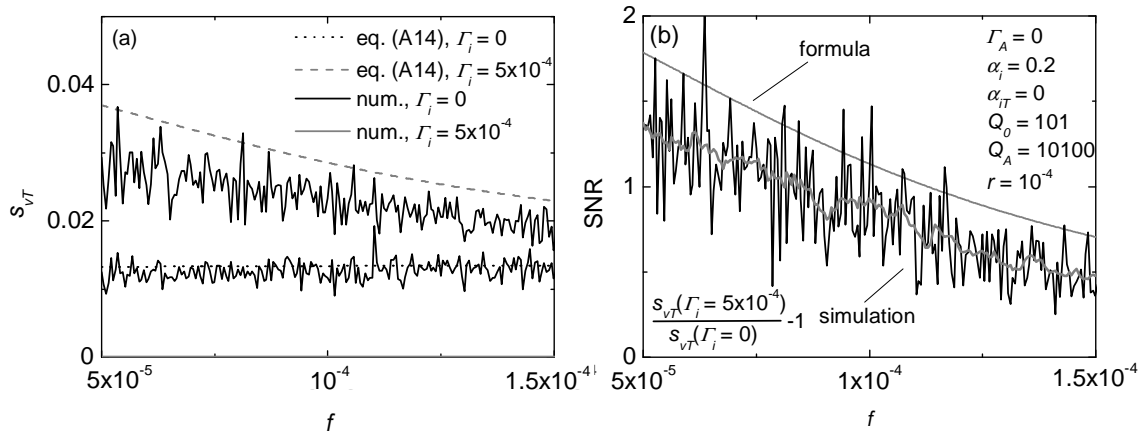 (a)
eq. (A14), Γi = 0
eq. (A14), Γi = 5x10-4
num., Γi = 0
num., Γi = 5x10-4
0.04
0.02
0
svT
5x10-5
10-4
1.5x10-4
f
(b)
formula
ΓA = 0
αi = 0.2
αiT = 0
Q0 = 101
QA = 10100
r = 10-4
2
1
0
SNR
svT(Γi = 5x10-4)
svT(Γi = 0)
-1
simulation
5x10-5
1x10-4
1.5x10-4
f